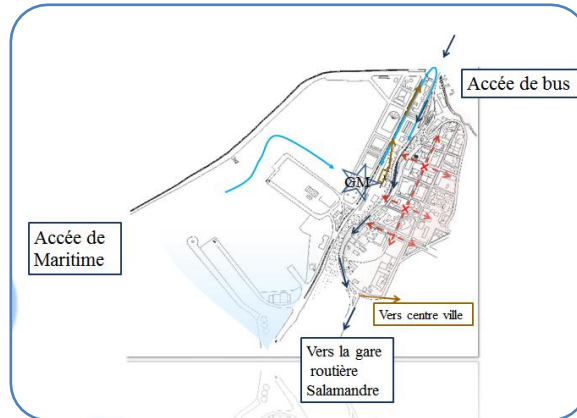 Accée de bus
GM
Accée de
Maritime
Vers centre ville
Vers la gare
routière
Salamandre